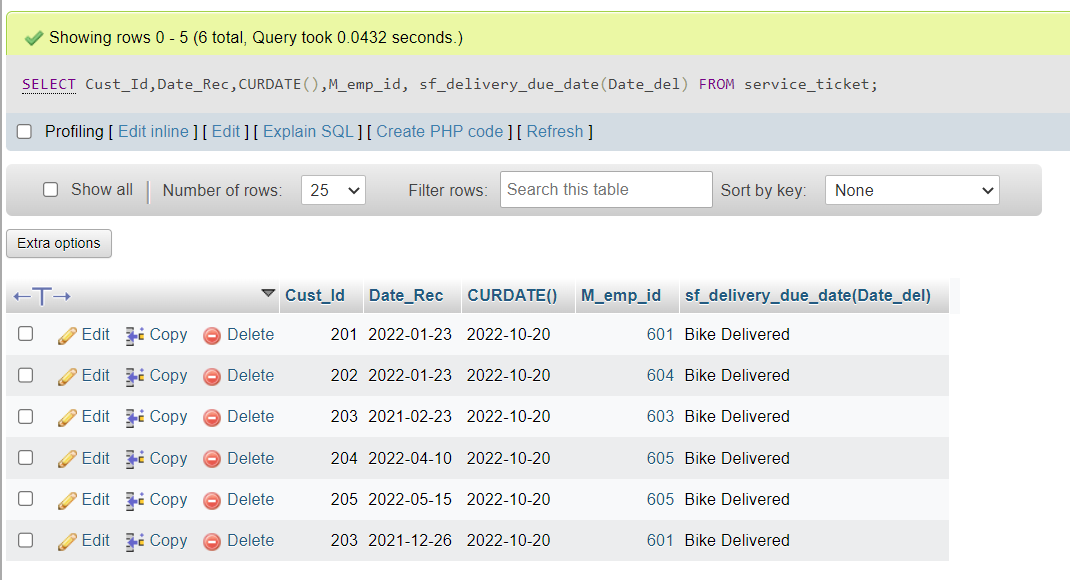 Showing rows 0 - 5 (6 total, Query took 0.0432 seconds.)
SELECT Cust_Id,Date_Rec,CURDATE(),M_emp_id, sf_delivery_due_date(Date_del) FROM service_ticket;
Profiling [ Edit inline ] [ Edit ] [ Explain SQL ] [ Create PHP code ] [ Refresh ]
Show all Number of rows: 25 Filter rows: Search this table Sort by key: None
Extra options
←T→ Cust_Id Date_Rec CURDATE() M_emp_id sf_delivery_due_date(Date_del)
Edit Copy Delete 201 2022-01-23 2022-10-20 601 Bike Delivered
Edit Copy Delete 202 2022-01-23 2022-10-20 604 Bike Delivered
Edit Copy Delete 203 2021-02-23 2022-10-20 603 Bike Delivered
Edit Copy Delete 204 2022-04-10 2022-10-20 605 Bike Delivered
Edit Copy Delete 205 2022-05-15 2022-10-20 605 Bike Delivered
Edit Copy Delete 203 2021-12-26 2022-10-20 601 Bike Delivered